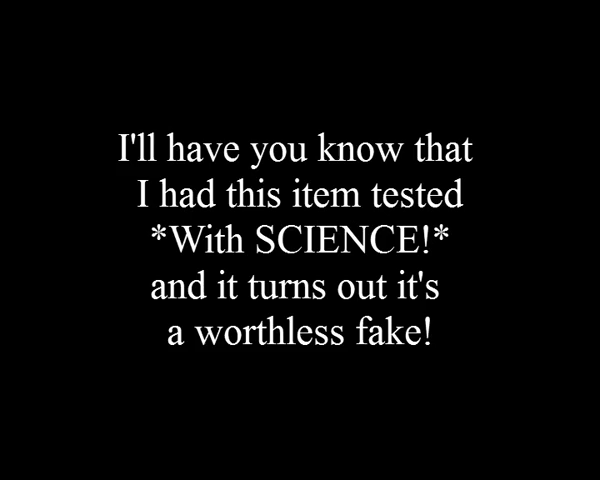 I'll have you know that
I had this item tested
*With SCIENCE!*
and it turns out it's
a worthless fake!